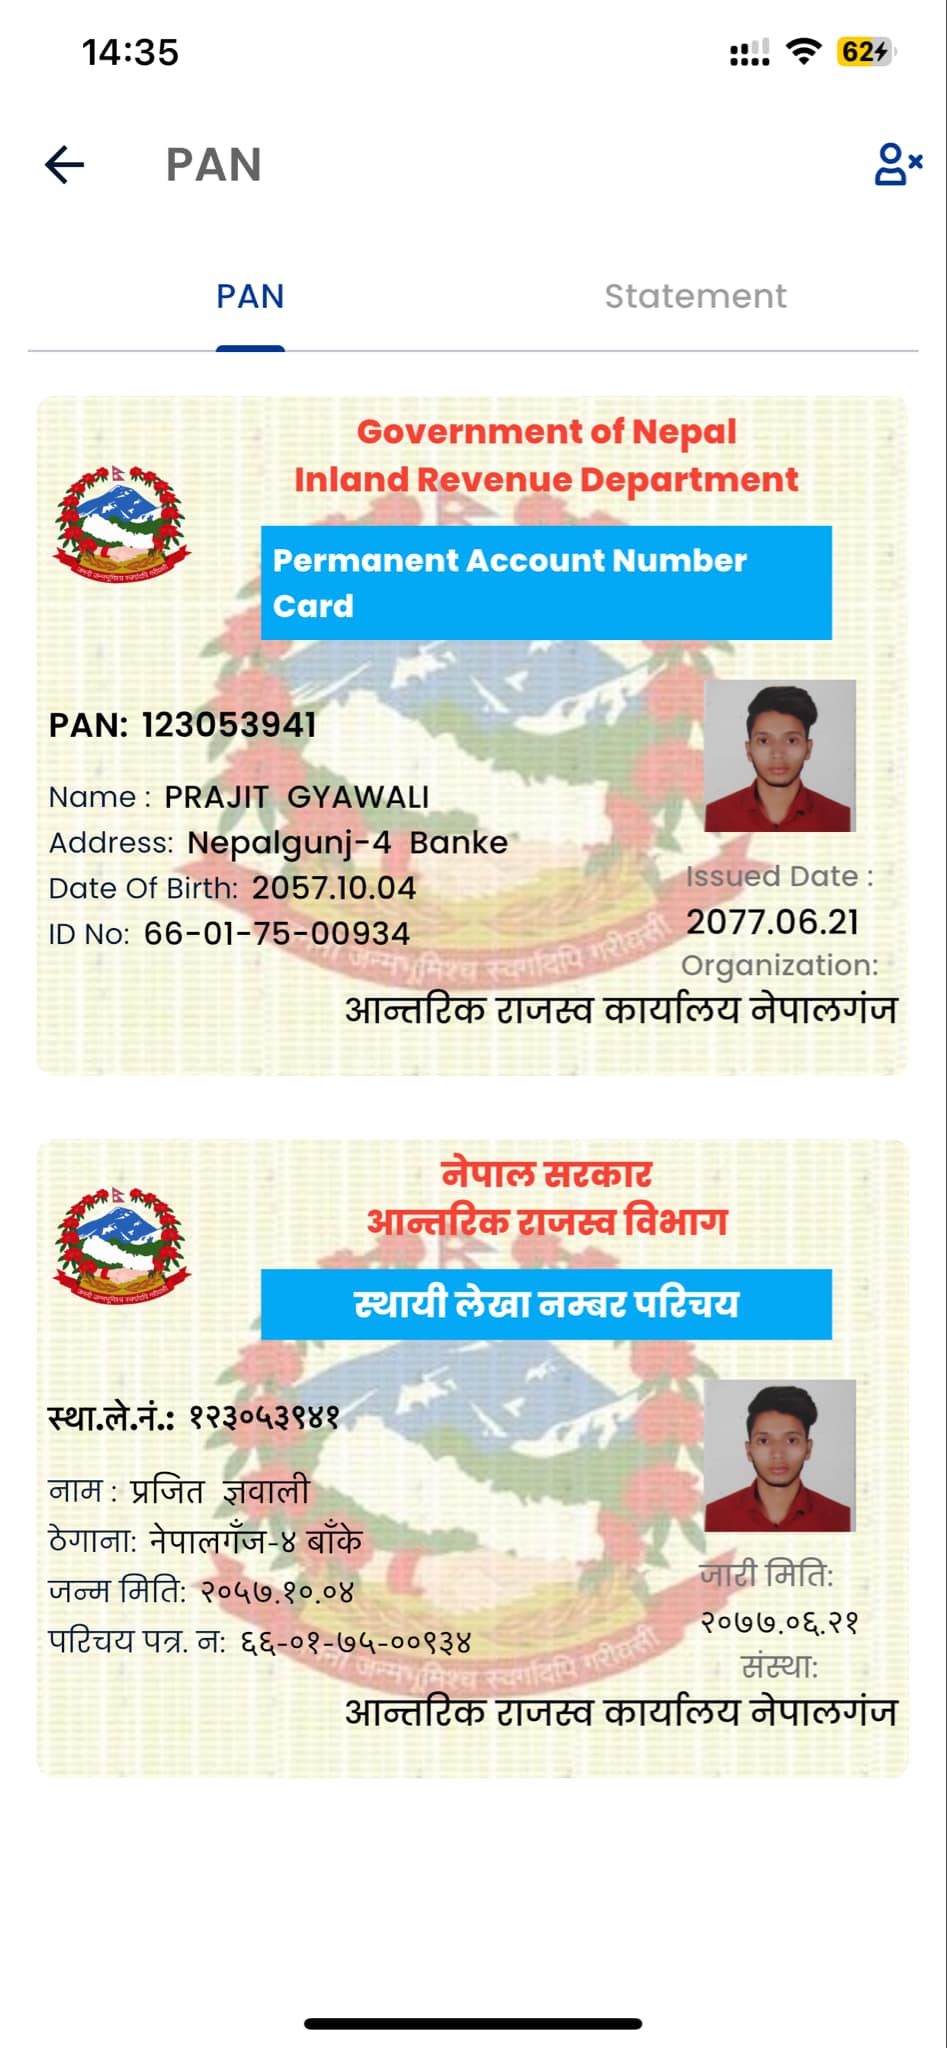 14:35
62
PAN
PAN
Statement
Government of Nepal
Inland Revenue Department
Permanent Account Number
Card
PAN: 123053941
Name : PRAJIT GYAWALI
Address: Nepalgunj-4 Banke
Date Of Birth: 2057.10.04
ID No: 66-01-75-00934
Issued Date :
2077.06.21
Organization:
आन्तरिक राजस्व कार्यालय नेपालगंज
नेपाल सरकार
आन्तरिक राजस्व विभाग
स्थायी लेखा नम्बर परिचय
स्था.ले.नं.: १२३०५३९४१
नाम : प्रजित ज्ञवाली
ठेगाना: नेपालगँज-४ बाँके
जन्म मिति: २०५७.१०.०४
परिचय पत्र. न: ६६-०१-७५-००९३४
जारी मिति:
२०७७.०६.२१
संस्था:
आन्तरिक राजस्व कार्यालय नेपालगंज